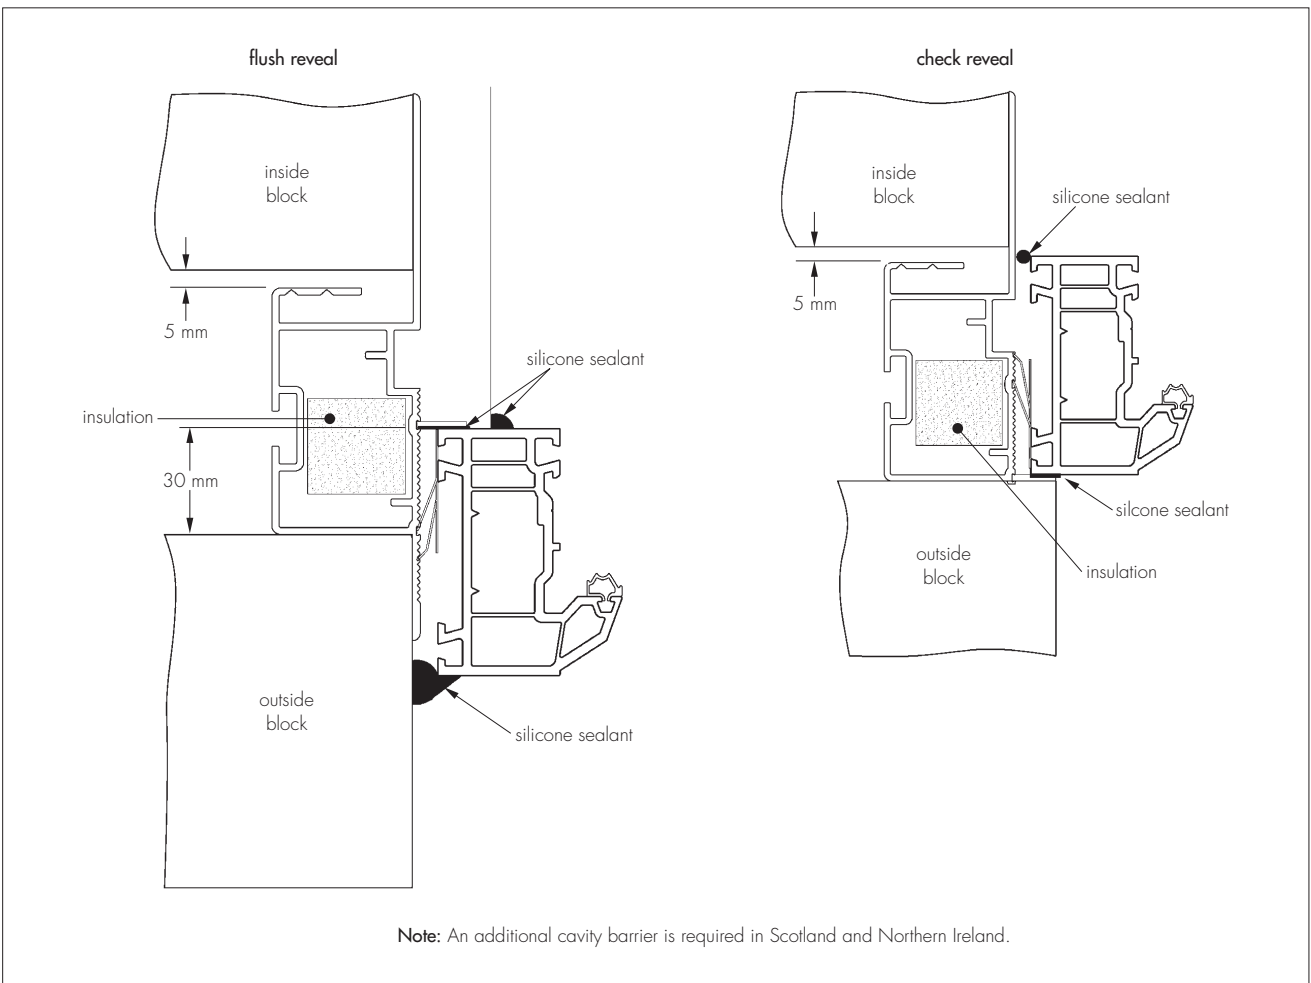 flush reveal
inside
block
5 mm
silicone sealant
insulation
30 mm
outside
block
silicone sealant
check reveal
inside
block
silicone sealant
5 mm
silcone sealant
outside
block
insulation
Note: An additional cavity barrier is required in Scotland and Northern Ireland.